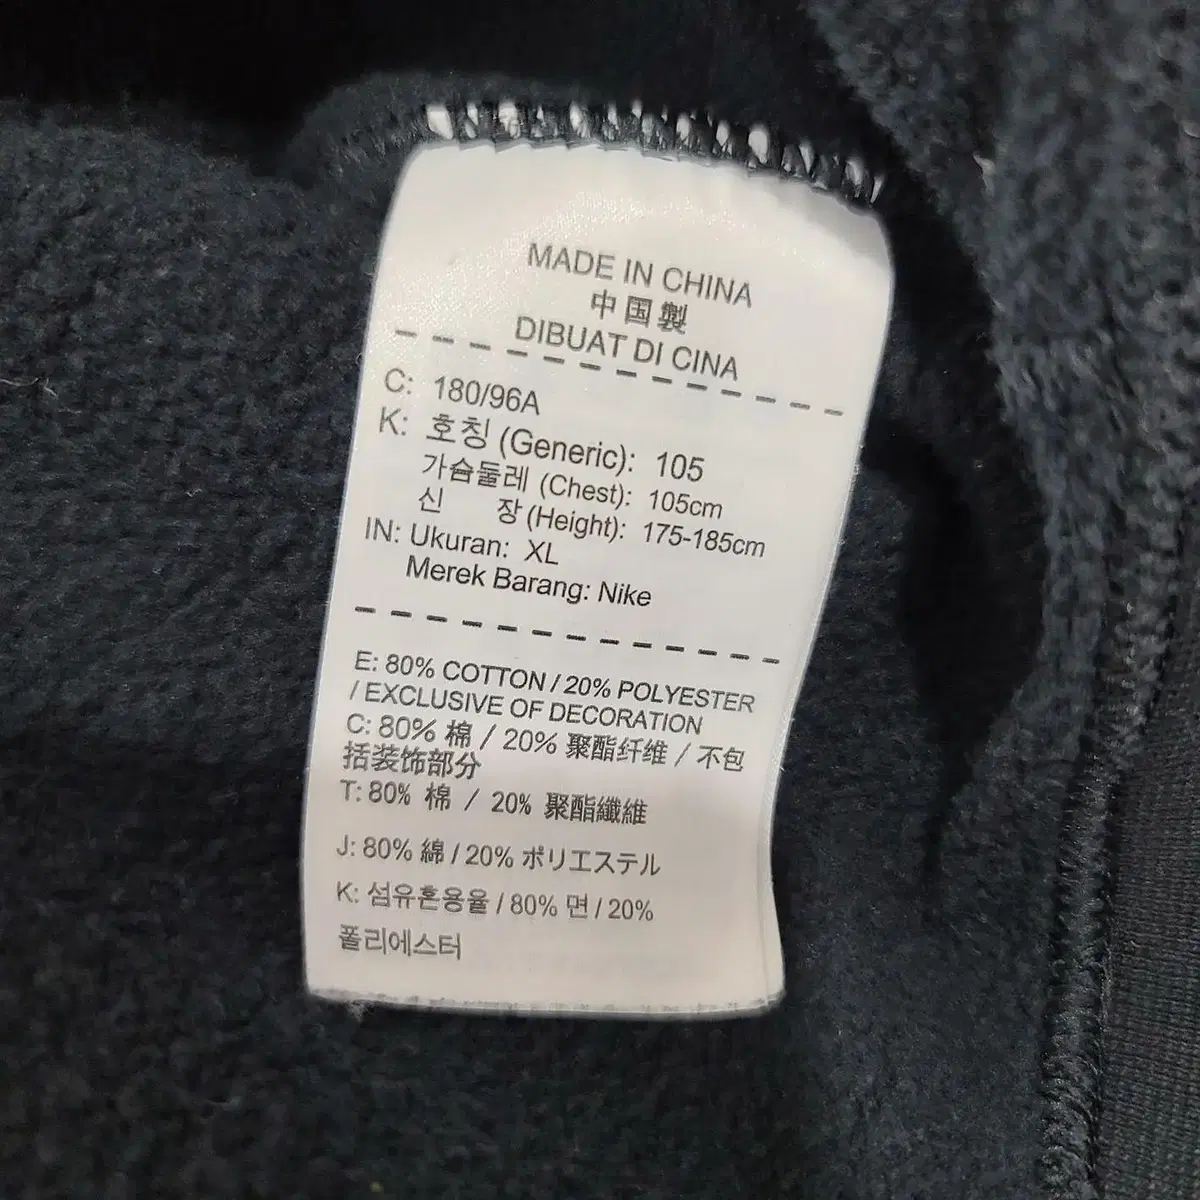 MADE IN CHINA
中国製
DIBUAT DI CINA
C: 180/96A
K: 호칭 (Generic): 105
가슴둘레 (Chest): 105cm
신 장 (Height): 175-185cm
IN: Ukuran: XL
Merek Barang: Nike
E: 80% COTTON / 20% POLYESTER
/ EXCLUSIVE OF DECORATION
C: 80% 棉 / 20% 聚酯纤维 / 不包
括装饰部分
T: 80% 棉 / 20% 聚酯纖維
J: 80% 綿 / 20% ポリエステル
K: 섬유혼용율 / 80% 면 / 20%
폴리에스터